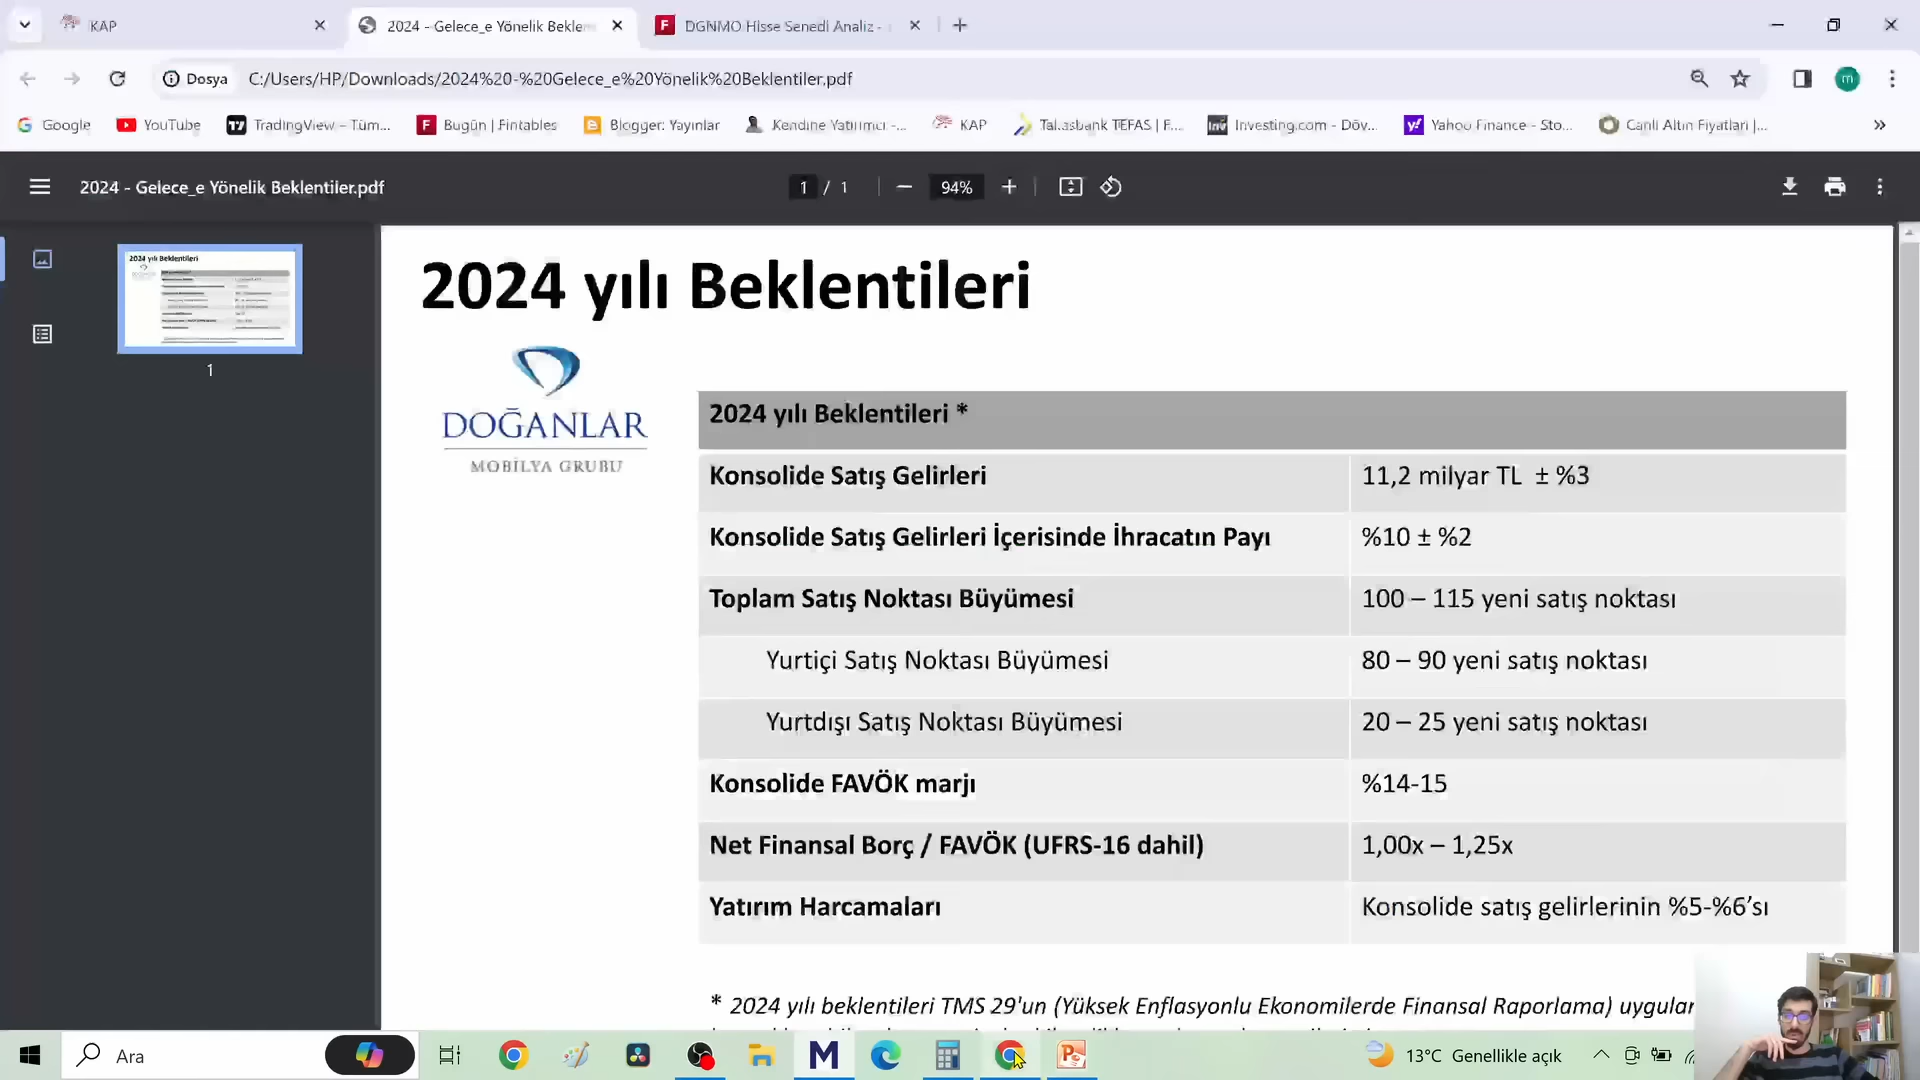 KAP
2024 - Gelece_e Yönelik Beklen
DGNMO Hisse Senedi Analiz -
Dosya
C:/Users/HP/Downloads/2024%20-%20Gelece_e%20Yönelik%20Beklentiler.pdf
m
Google
YouTube
TradingView – Tüm...
Bugün | Fintables
Blogger: Yayınlar
Kendine Yatırımcı -...
KAP
Takasbank TEFAS | F...
Investing.com - Döv...
Yahoo Finance - Sto...
Canlı Altın Fiyatları |...
2024 - Gelece_e Yönelik Beklentiler.pdf
1 / 1
94%
1
2024 yılı Beklentileri
DOĞANLAR
MOBİLYA GRUBU
2024 yılı Beklentileri *
Konsolide Satış Gelirleri
11,2 milyar TL ± %3
Konsolide Satış Gelirleri İçerisinde İhracatın Payı
%10 ± %2
Toplam Satış Noktası Büyümesi
100 – 115 yeni satış noktası
Yurtiçi Satış Noktası Büyümesi
80 – 90 yeni satış noktası
Yurtdışı Satış Noktası Büyümesi
20 – 25 yeni satış noktası
Konsolide FAVÖK marjı
%14-15
Net Finansal Borç / FAVÖK (UFRS-16 dahil)
1,00x – 1,25x
Yatırım Harcamaları
Konsolide satış gelirlerinin %5-%6’sı
* 2024 yılı beklentileri TMS 29'un (Yüksek Enflasyonlu Ekonomilerde Finansal Raporlama) uygulan
Ara
13°C Genellikle açık